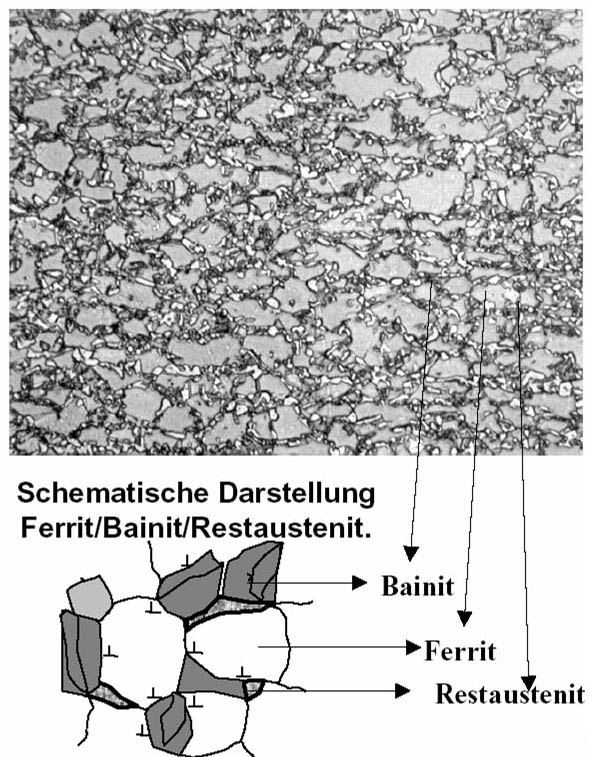 Schematische Darstellung
Ferrit/Bainit/Restaustenit.
Bainit
Ferrit
Restaustenit